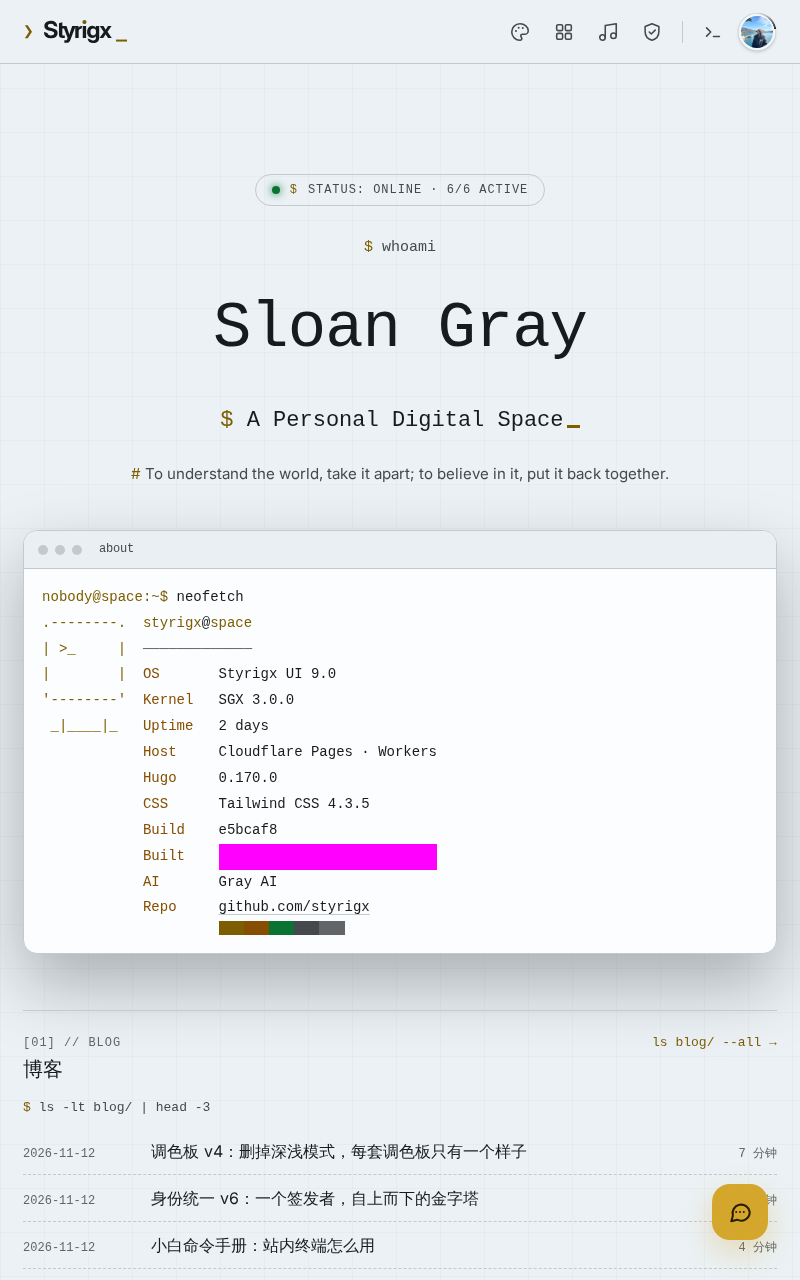 ❯ Styrigx _
$ STATUS: ONLINE · 6/6 ACTIVE
$ whoami
Sloan Gray
$ A Personal Digital Space_
# To understand the world, take it apart; to believe in it, put it back together.
about
nobody@space:~$ neofetch
.--------. styrigx@space
| >_     | —————————————
|        | OS Styrigx UI 9.0
'--------' Kernel SGX 3.0.0
_|____|_ Uptime 2 days
Host Cloudflare Pages · Workers
Hugo 0.170.0
CSS Tailwind CSS 4.3.5
Build e5bcaf8
Built
AI Gray AI
Repo github.com/styrigx
[01] // BLOG
ls blog/ --all →
博客
$ ls -lt blog/ | head -3
2026-11-12 调色板 v4：删掉深浅模式，每套调色板只有一个样子 7 分钟
2026-11-12 身份统一 v6：一个签发者，自上而下的金字塔 钟
2026-11-12 小白命令手册：站内终端怎么用 4 分钟